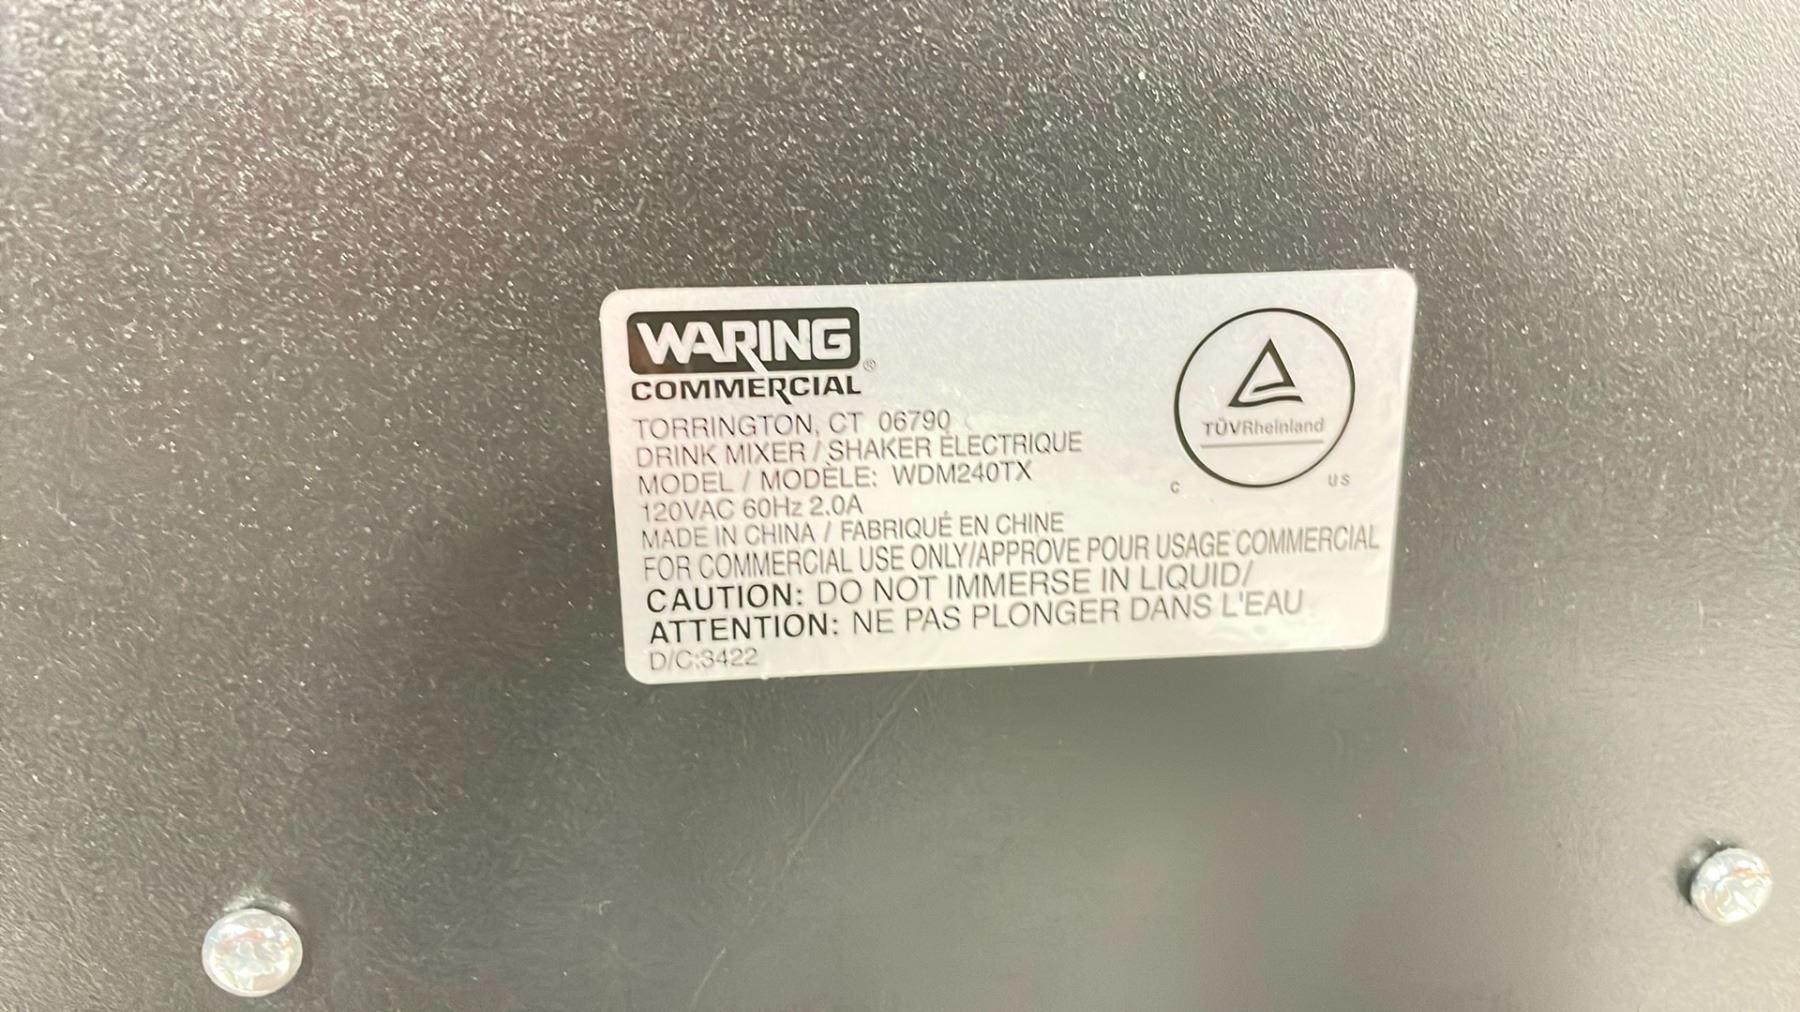 WARING®
COMMERCIAL
TORRINGTON, CT 06790
DRINK MIXER / SHAKER ÉLECTRIQUE
MODEL / MODÈLE: WDM240TX
120VAC 60Hz 2.0A
MADE IN CHINA / FABRIQUÉ EN CHINE
FOR COMMERCIAL USE ONLY/APPROVE POUR USAGE COMMERCIAL
CAUTION: DO NOT IMMERSE IN LIQUID/
ATTENTION: NE PAS PLONGER DANS L'EAU
D/C:3422
TÜVRheinland
C US